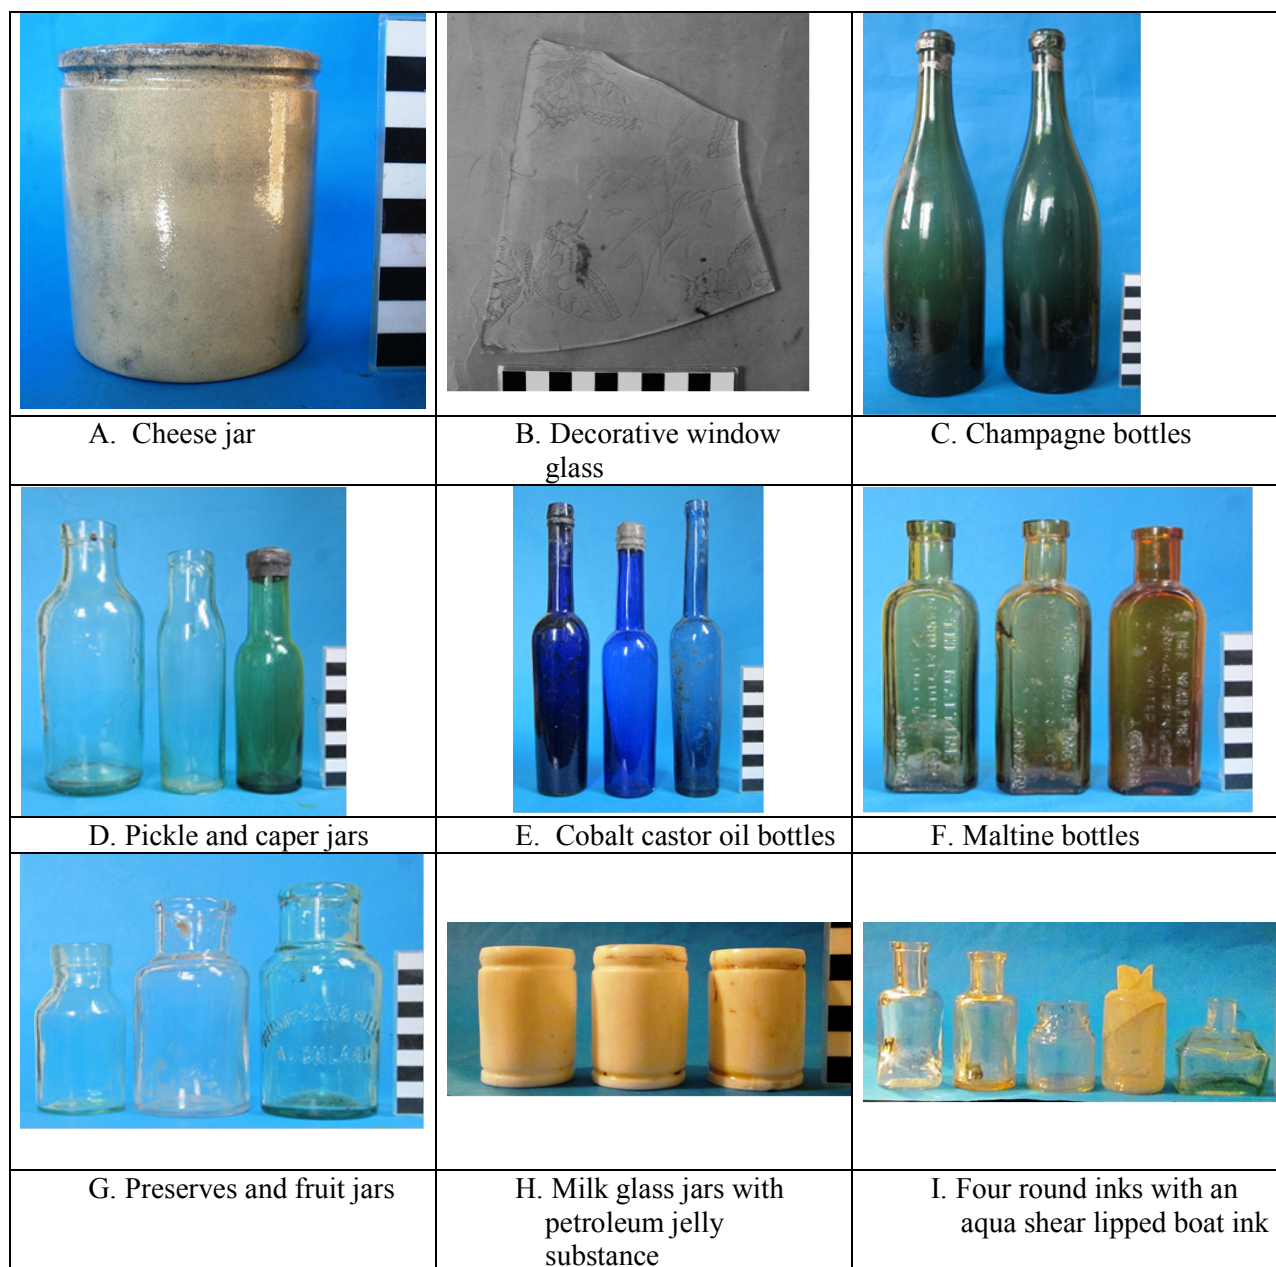 A. Cheese jar
B. Decorative window
glass
C. Champagne bottles
D. Pickle and caper jars
E. Cobalt castor oil bottles
F. Maltine bottles
AUCKLAND
G. Preserves and fruit jars
H. Milk glass jars with
petroleum jelly
substance
I. Four round inks with an
aqua shear lipped boat ink